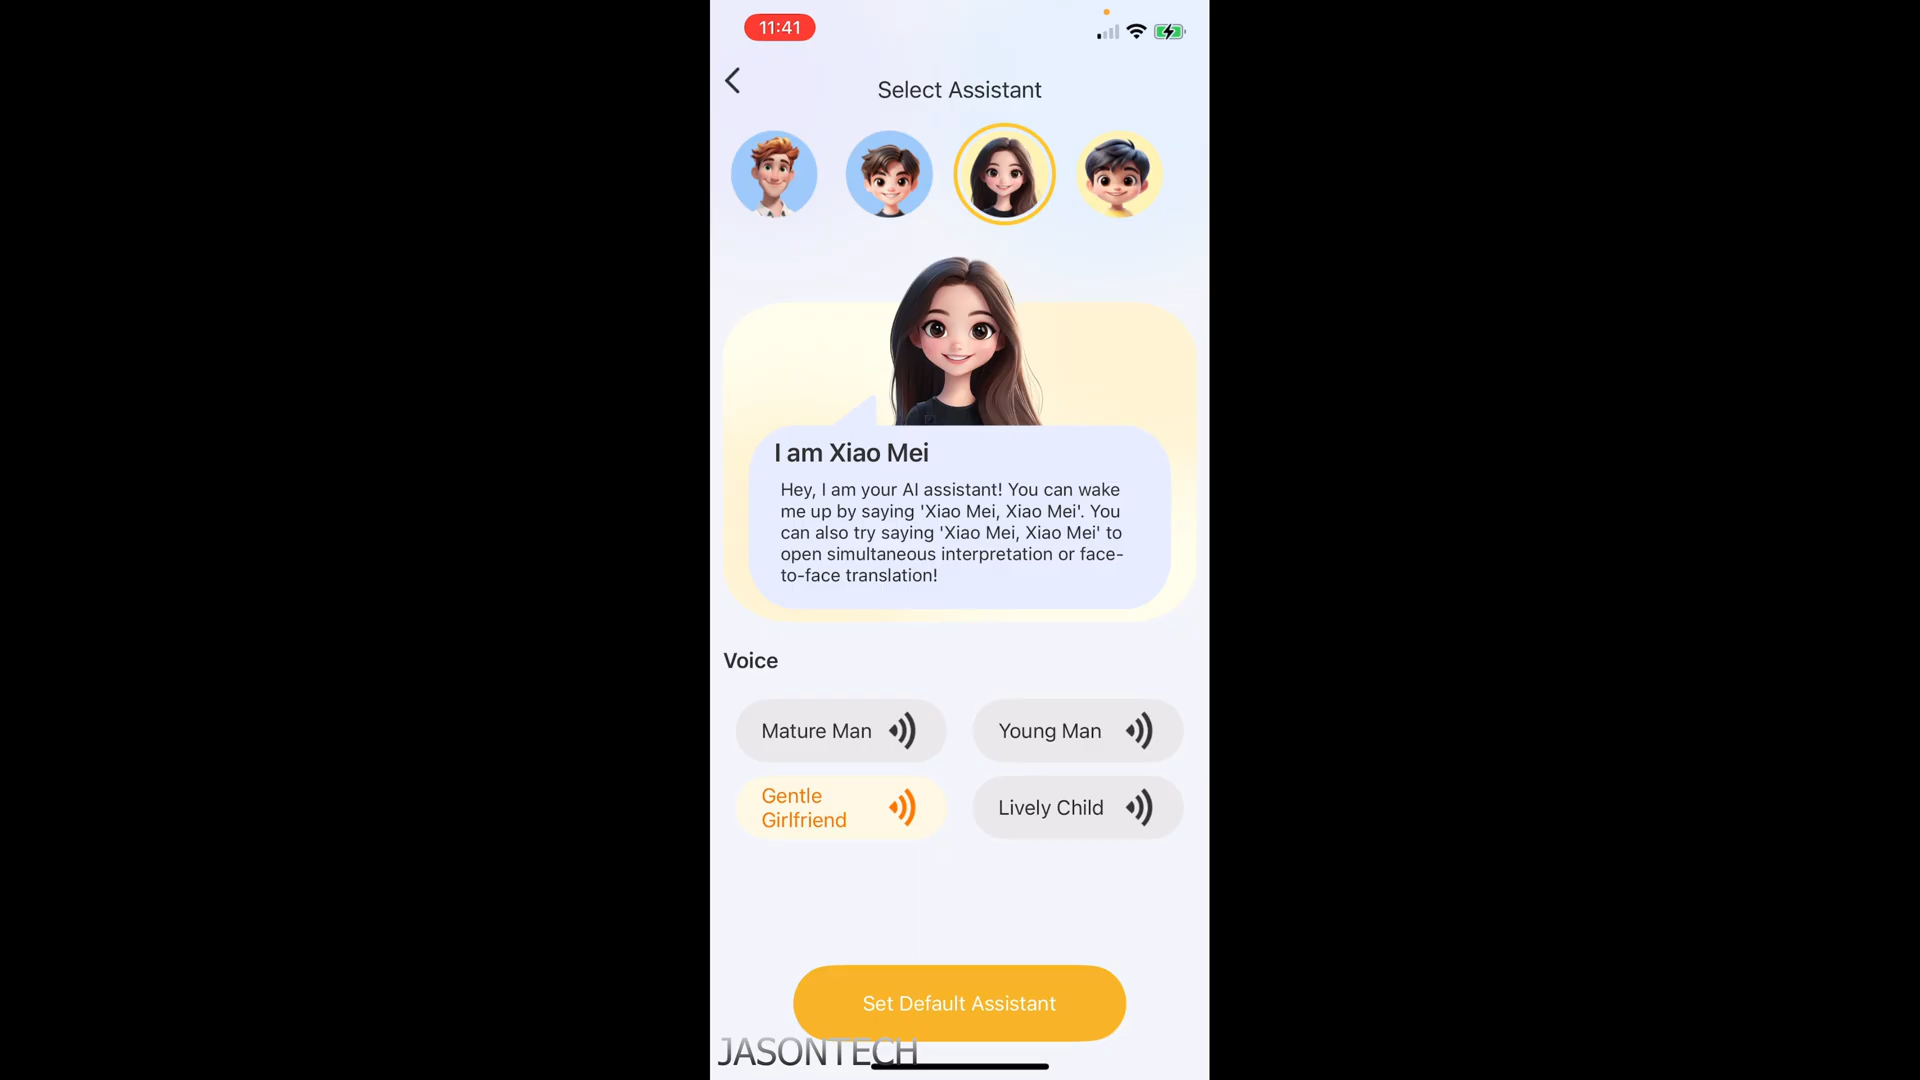 11:41
Select Assistant
I am Xiao Mei
Hey, I am your AI assistant! You can wake
me up by saying 'Xiao Mei, Xiao Mei'. You
can also try saying 'Xiao Mei, Xiao Mei' to
open simultaneous interpretation or face-
to-face translation!
Voice
Mature Man
Young Man
Gentle
Girlfriend
Lively Child
Set Default Assistant
JASONTECH